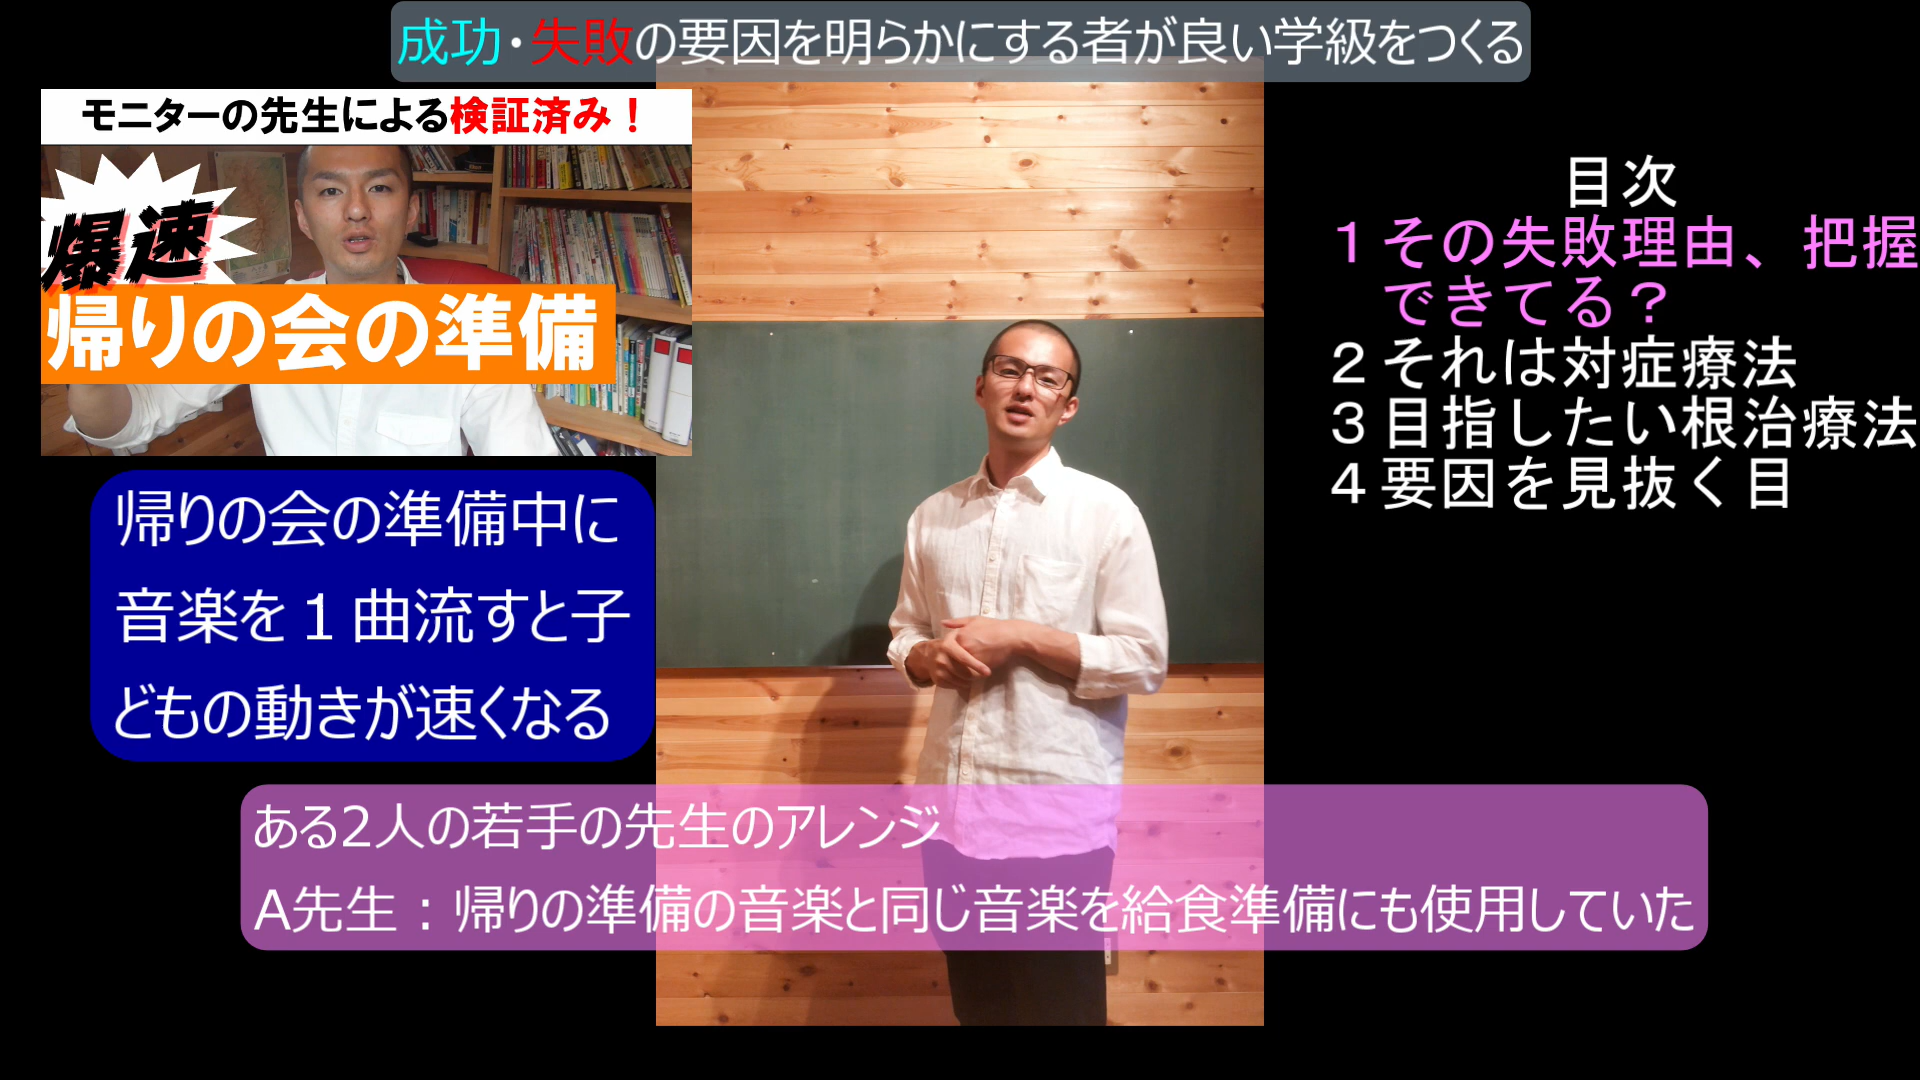 成功・失敗の要因を明らかにする者が良い学級をつくる
モニターの先生による検証済み！
爆速
帰りの会の準備
帰りの会の準備中に
音楽を１曲流すと子
どもの動きが速くなる
目次
１その失敗理由、把握
できてる？
２それは対症療法
３目指したい根治療法
４要因を見抜く目
ある2人の若手の先生のアレンジ
A先生：帰りの準備の音楽と同じ音楽を給食準備にも使用していた